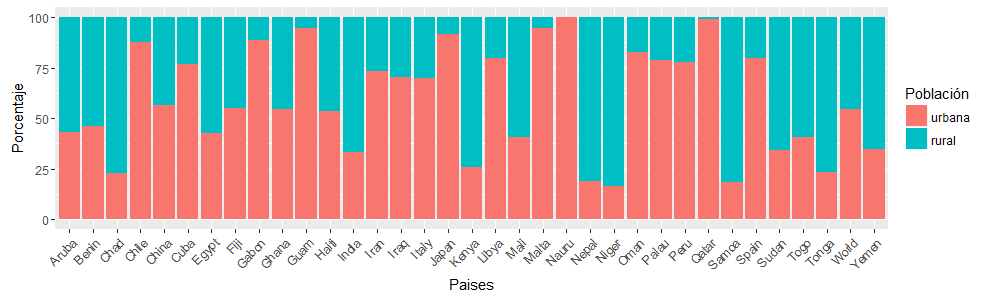 100
75
50
25
0
Porcentaje
Aruba Benin Chad Chile China Cuba Egypt Fiji Gabon Ghana Guam Haiti India Iran Iraq Italy Japan Kenya Libya Mali Malta Nauru Nepal Niger Oman Palau Peru Qatar Samoa Spain Sudan Togo Tonga World Yemen
Paises
Población
urbana
rural